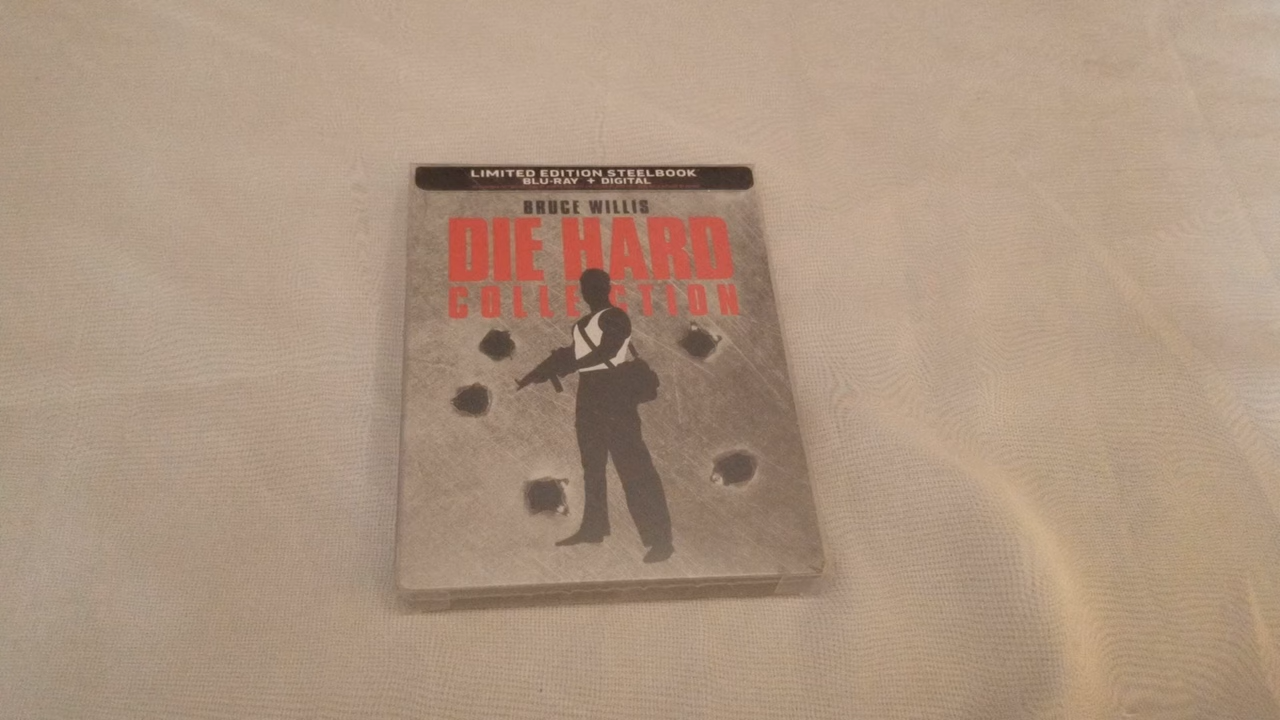 LIMITED EDITION STEELBOOK
BLU-RAY + DIGITAL
BRUCE WILLIS
DIE HARD
COLLECTION